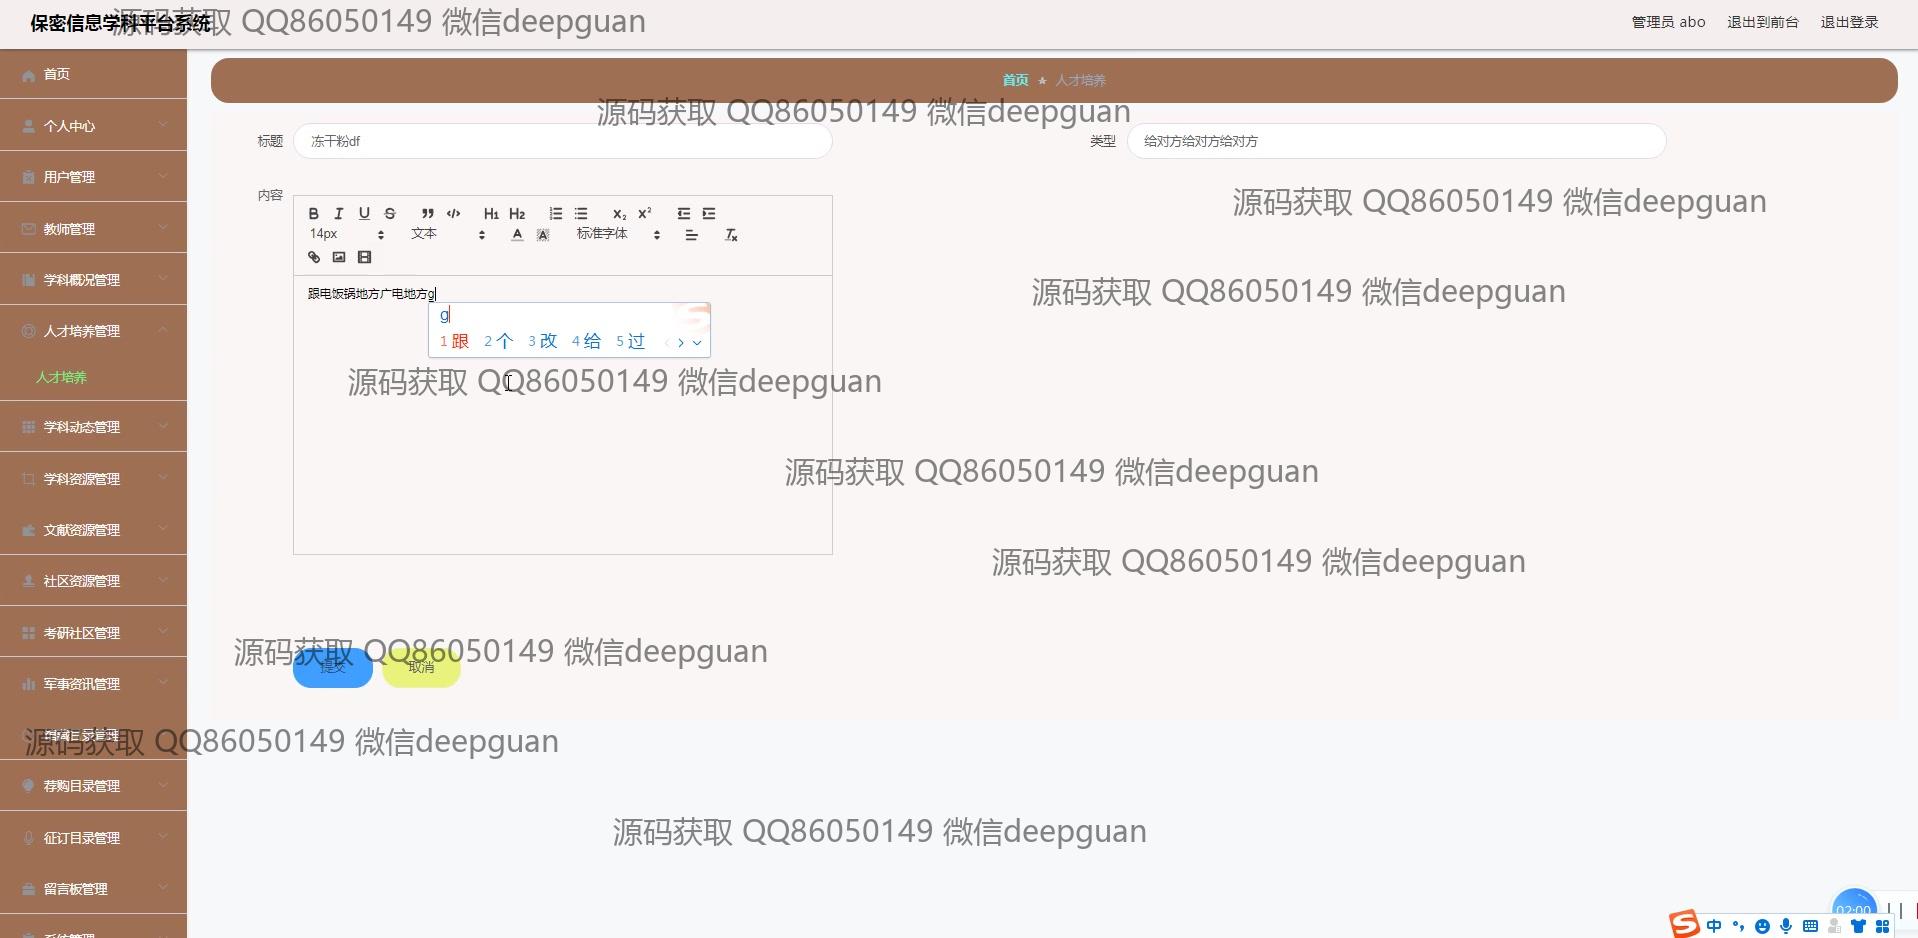 保密信息学科平台系统
源码获取 QQ86050149 微信deepguan
管理员 abo
退出到前台
退出登录
首页
个人中心
用户管理
教师管理
学科概况管理
人才培养管理
人才培养
学科动态管理
学科资源管理
文献资源管理
社区资源管理
考研社区管理
军事资讯管理
荐购目录管理
征订目录管理
留言板管理
系统管理
首页 ★ 人才培养
源码获取 QQ86050149 微信deepguan
标题
冻干粉df
类型
给对方给对方给对方
源码获取 QQ86050149 微信deepguan
内容
B I U S ” </> H1 H2 X2 X2
14px
文本
A A
标准字体
跟电饭锅地方广电地方g
g
1 跟 2 个 3 改 4 给 5 过
源码获取 QQ86050149 微信deepguan
源码获取 QQ86050149 微信deepguan
源码获取 QQ86050149 微信deepguan
源码获取 QQ86050149 微信deepguan
源码获取 QQ86050149 微信deepguan
提交
取消
源码获取 QQ86050149 微信deepguan
源码获取 QQ86050149 微信deepguan
02:00
中